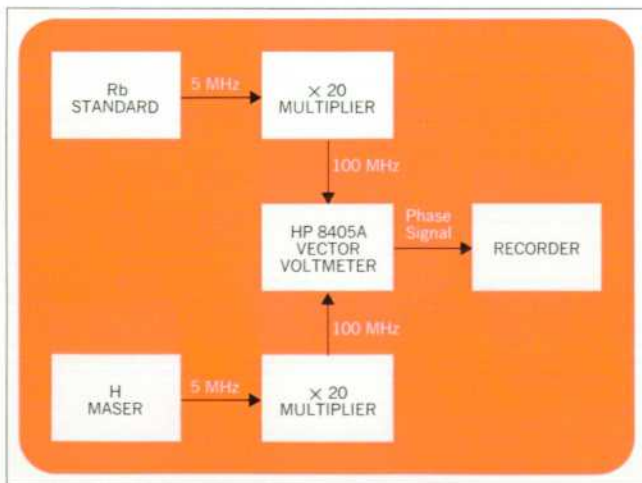 Rb
STANDARD
5 MHz
× 20
MULTIPLIER
100 MHz
HP 8405A
VECTOR
VOLTMETER
Phase
Signal
RECORDER
100 MHz
H
MASER
5 MHz
× 20
MULTIPLIER